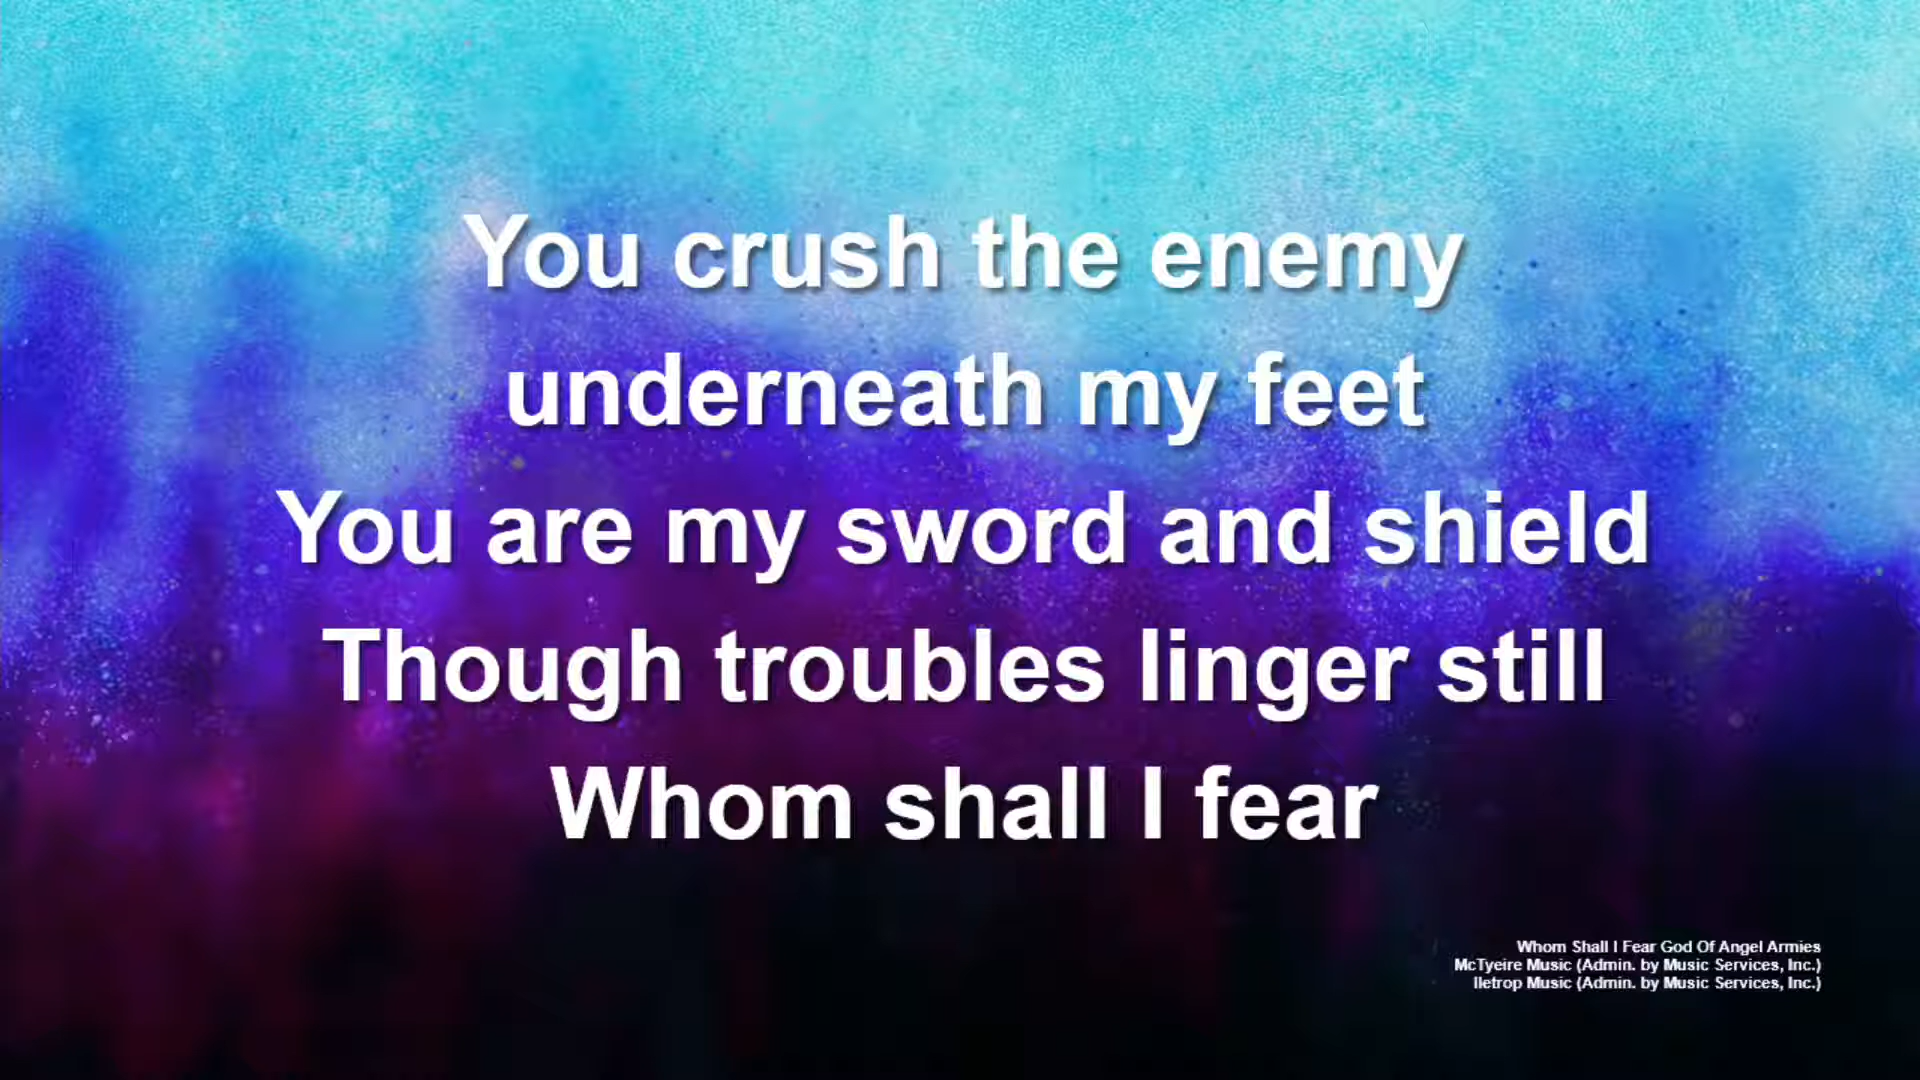 You crush the enemy
underneath my feet
You are my sword and shield
Though troubles linger still
Whom shall I fear
Whom Shall I Fear God Of Angel Armies
McTyeire Music (Admin. by Music Services, Inc.)
lletrop Music (Admin. by Music Services, Inc.)